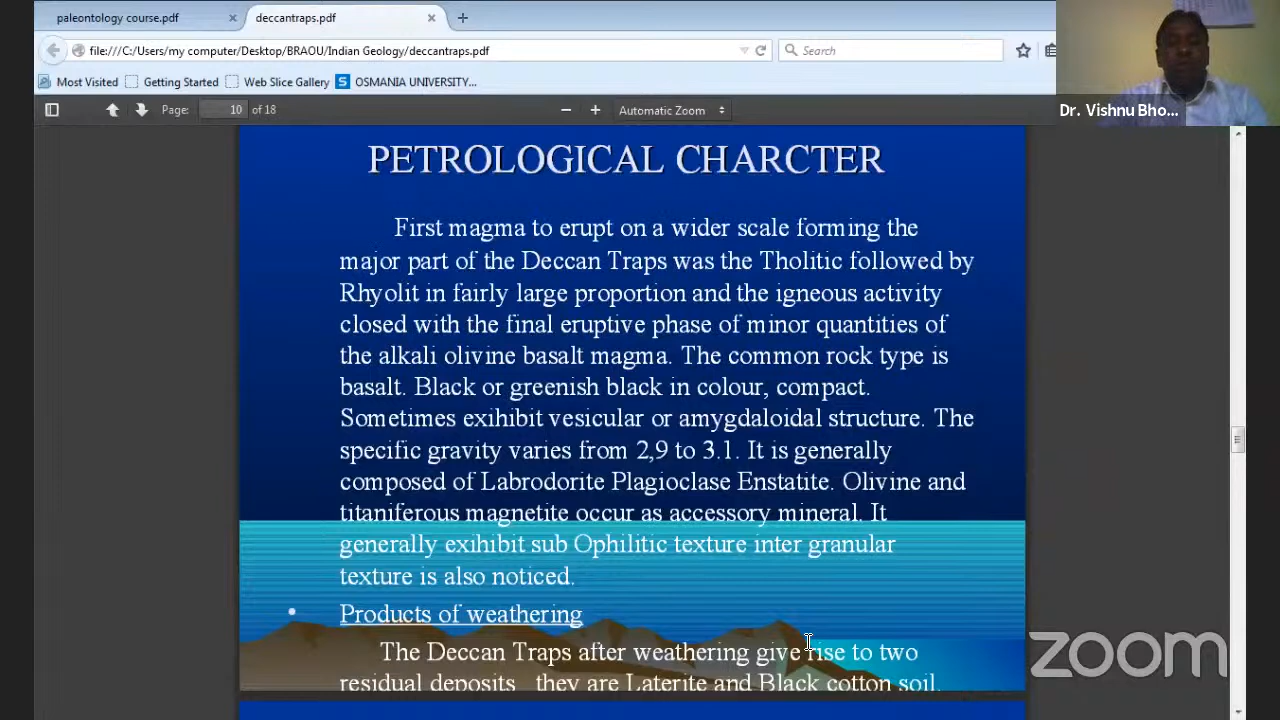 paleontology course.pdf
deccantraps.pdf
file:///C:/Users/my computer/Desktop/BRAOU/Indian Geology/deccantraps.pdf
Search
Most Visited
Getting Started
Web Slice Gallery
S OSMANIA UNIVERSITY...
Page: 10 of 18
Automatic Zoom
Dr. Vishnu Bho...
PETROLOGICAL CHARCTER
First magma to erupt on a wider scale forming the
major part of the Deccan Traps was the Tholitic followed by
Rhyolit in fairly large proportion and the igneous activity
closed with the final eruptive phase of minor quantities of
the alkali olivine basalt magma. The common rock type is
basalt. Black or greenish black in colour, compact.
Sometimes exihibit vesicular or amygdaloidal structure. The
specific gravity varies from 2,9 to 3.1. It is generally
composed of Labrodorite Plagioclase Enstatite. Olivine and
titaniferous magnetite occur as accessory mineral. It
generally exihibit sub Ophilitic texture inter granular
texture is also noticed.
• Products of weathering
The Deccan Traps after weathering give rise to two
residual deposits they are Laterite and Black cotton soil.
zoom